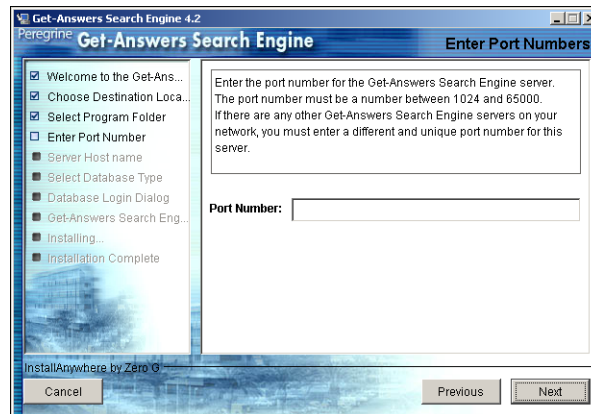 Get-Answers Search Engine 4.2
Peregrine Get-Answers Search Engine
Enter Port Numbers
Welcome to the Get-Ans...
Choose Destination Loca...
Select Program Folder
Enter Port Number
Server Host name
Select Database Type
Database Login Dialog
Get-Answers Search Eng...
Installing...
Installation Complete
Enter the port number for the Get-Answers Search Engine server.
The port number must be a number between 1024 and 65000.
If there are any other Get-Answers Search Engine servers on your
network, you must enter a different and unique port number for this
server.
Port Number:
InstallAnywhere by Zero G
Cancel
Previous
Next